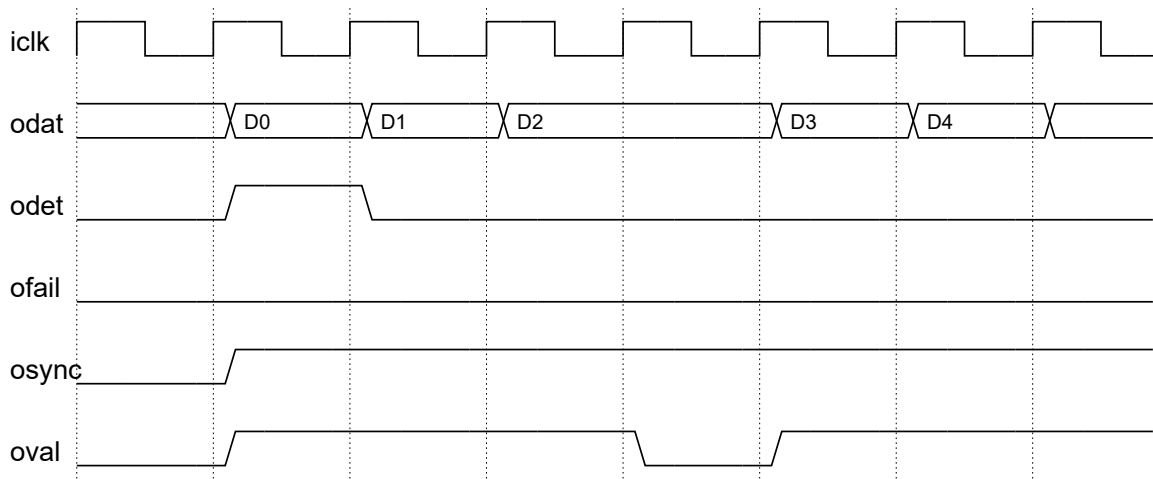 iclk
odat D0 D1 D2 D3 D4
odet
ofail
osync
oval